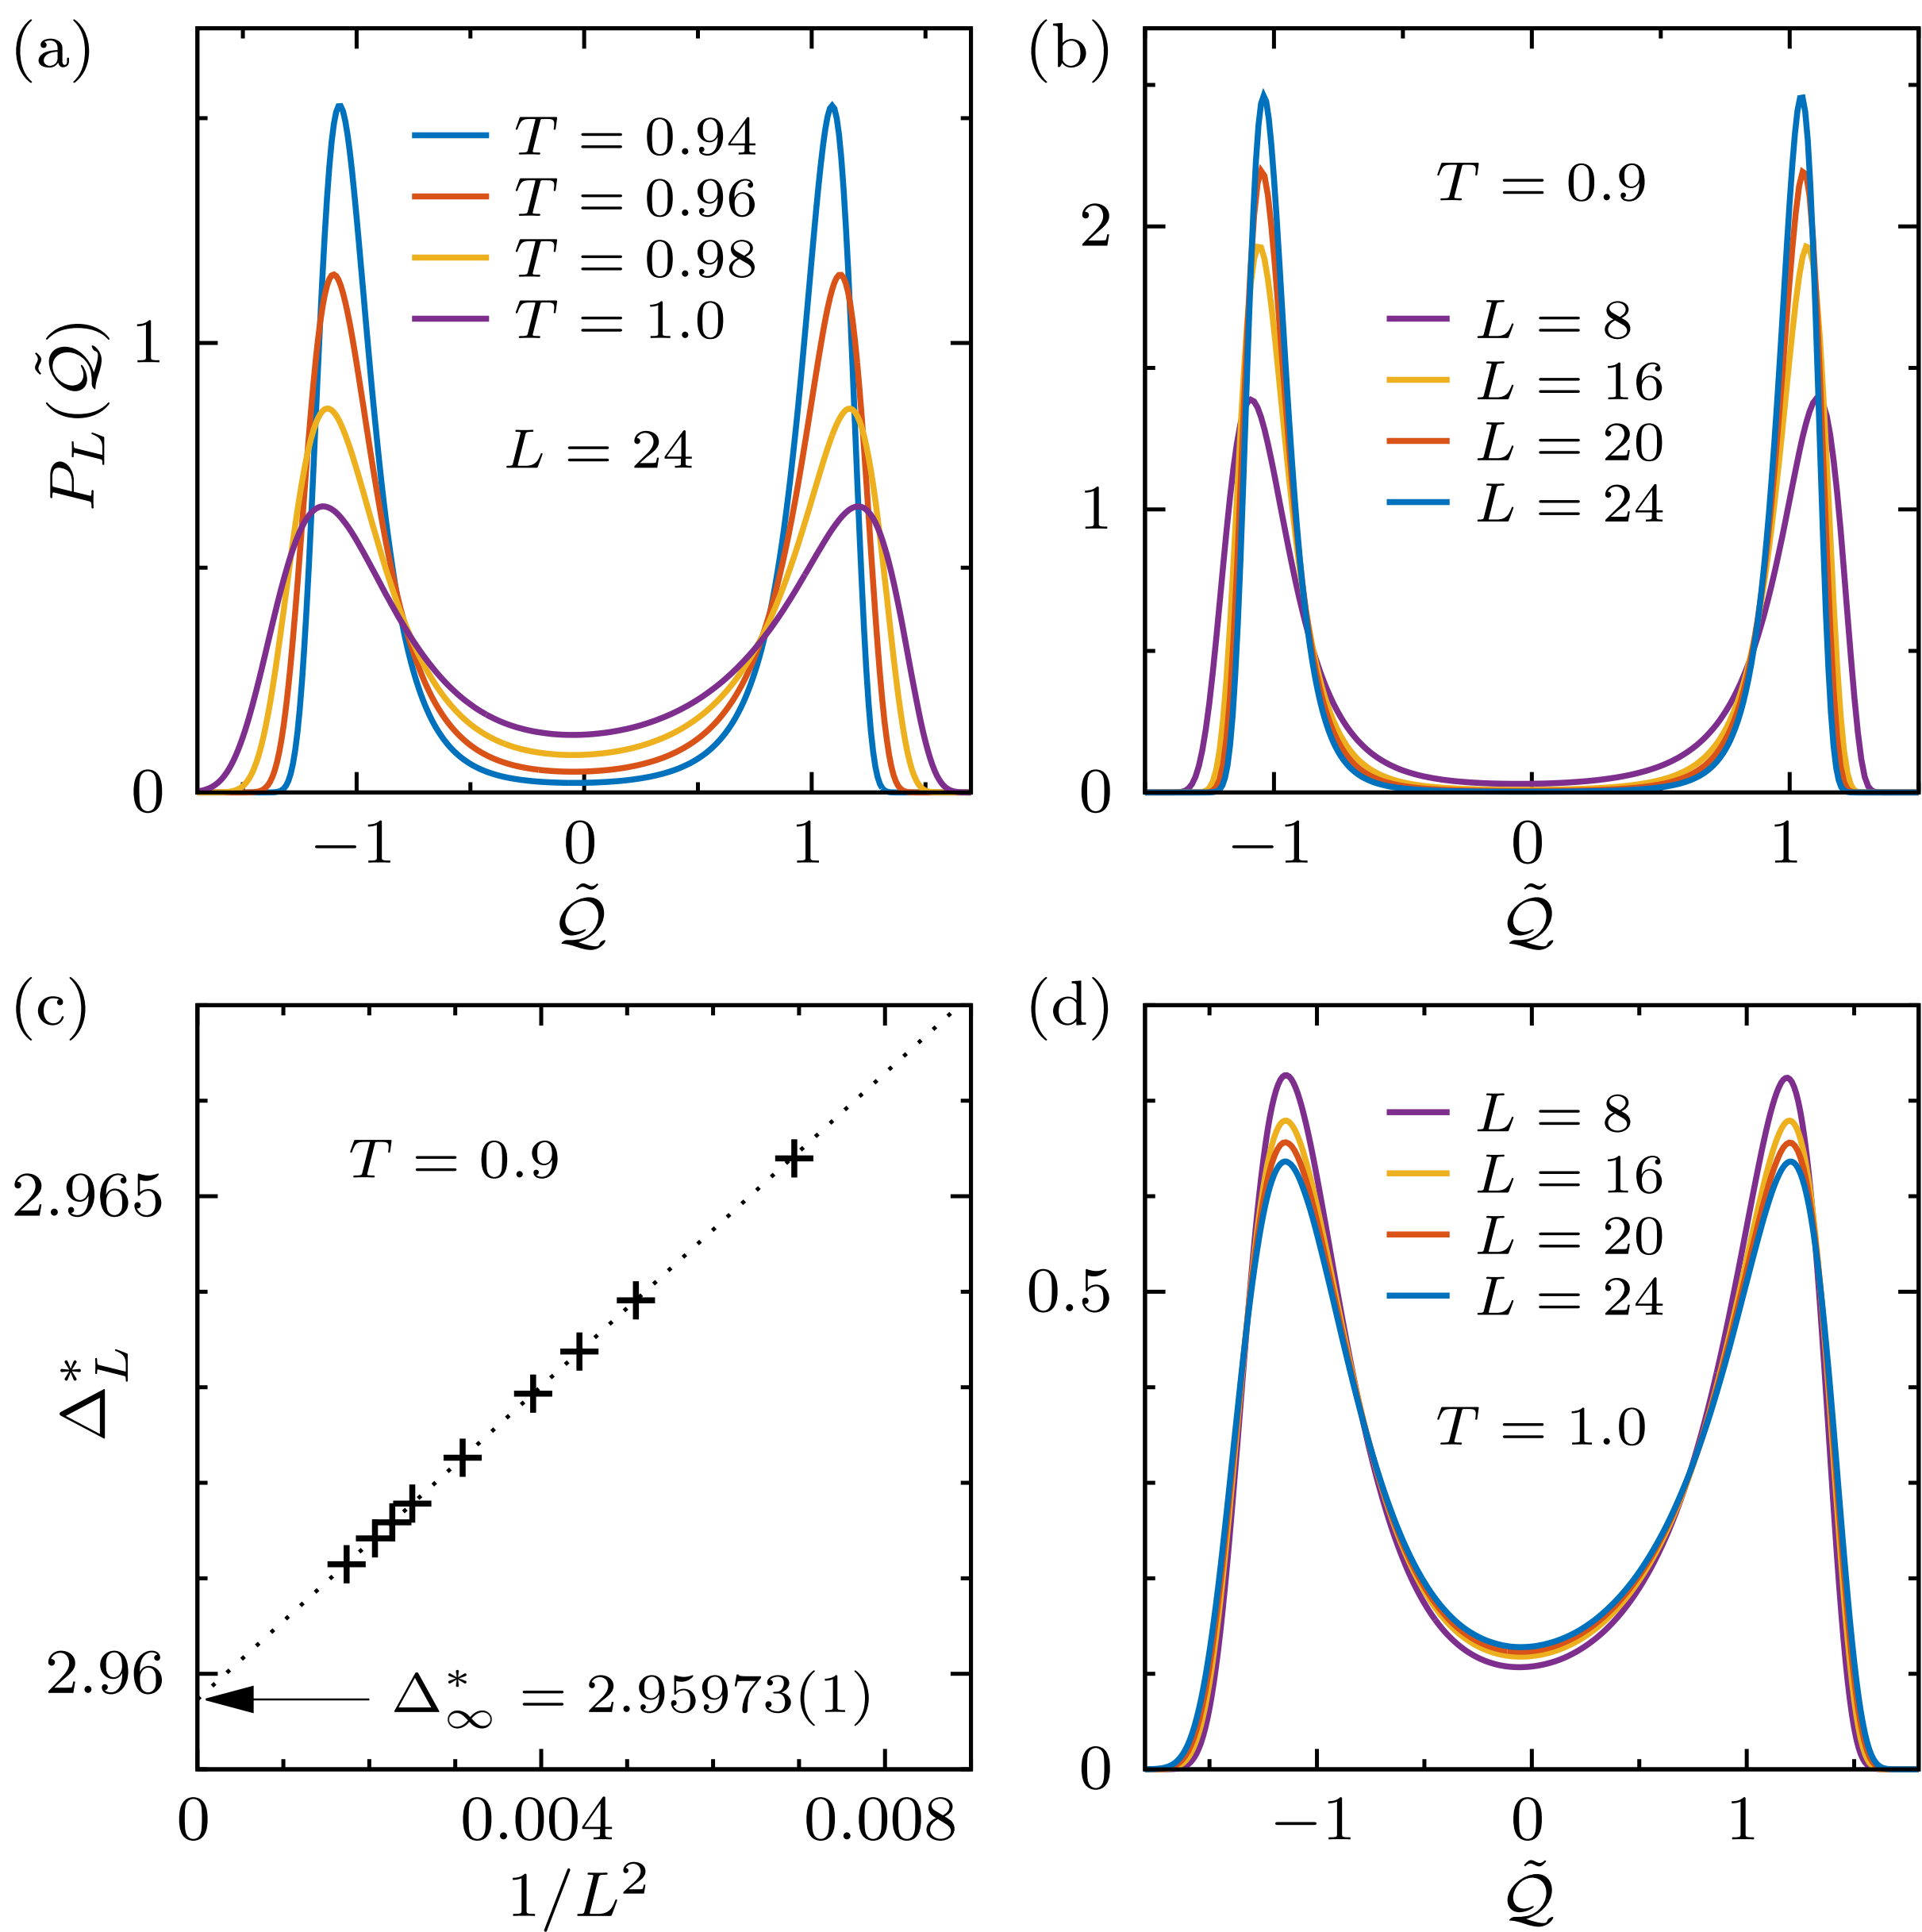 (a)
T = 0.94
T = 0.96
T = 0.98
T = 1.0
L = 24
P_L(Q̃)
1
0
−1 0 1
Q̃
(b)
T = 0.9
L = 8
L = 16
L = 20
L = 24
2
1
0
−1 0 1
Q̃
(c)
T = 0.9
2.955
Δ*_L
2.96
Δ*_∞ = 2.95973(1)
0 0.004 0.008
1/L²
(d)
L = 8
L = 16
L = 20
L = 24
T = 1.0
0.5
0
−1 0 1
Q̃